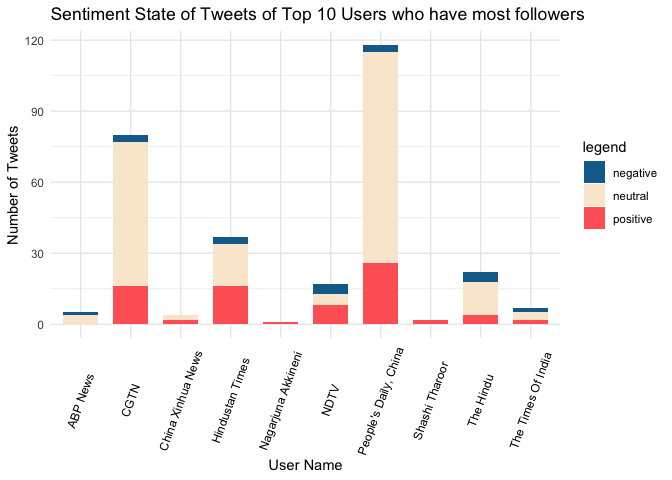 Sentiment State of Tweets of Top 10 Users who have most followers
Number of Tweets
120
90
60
30
0
legend
negative
neutral
positive
ABP News
CGTN
China Xinhua News
Hindustan Times
Nagarjuna Akkineni
NDTV
People's Daily, China
Shashi Tharoor
The Hindu
The Times Of India
User Name